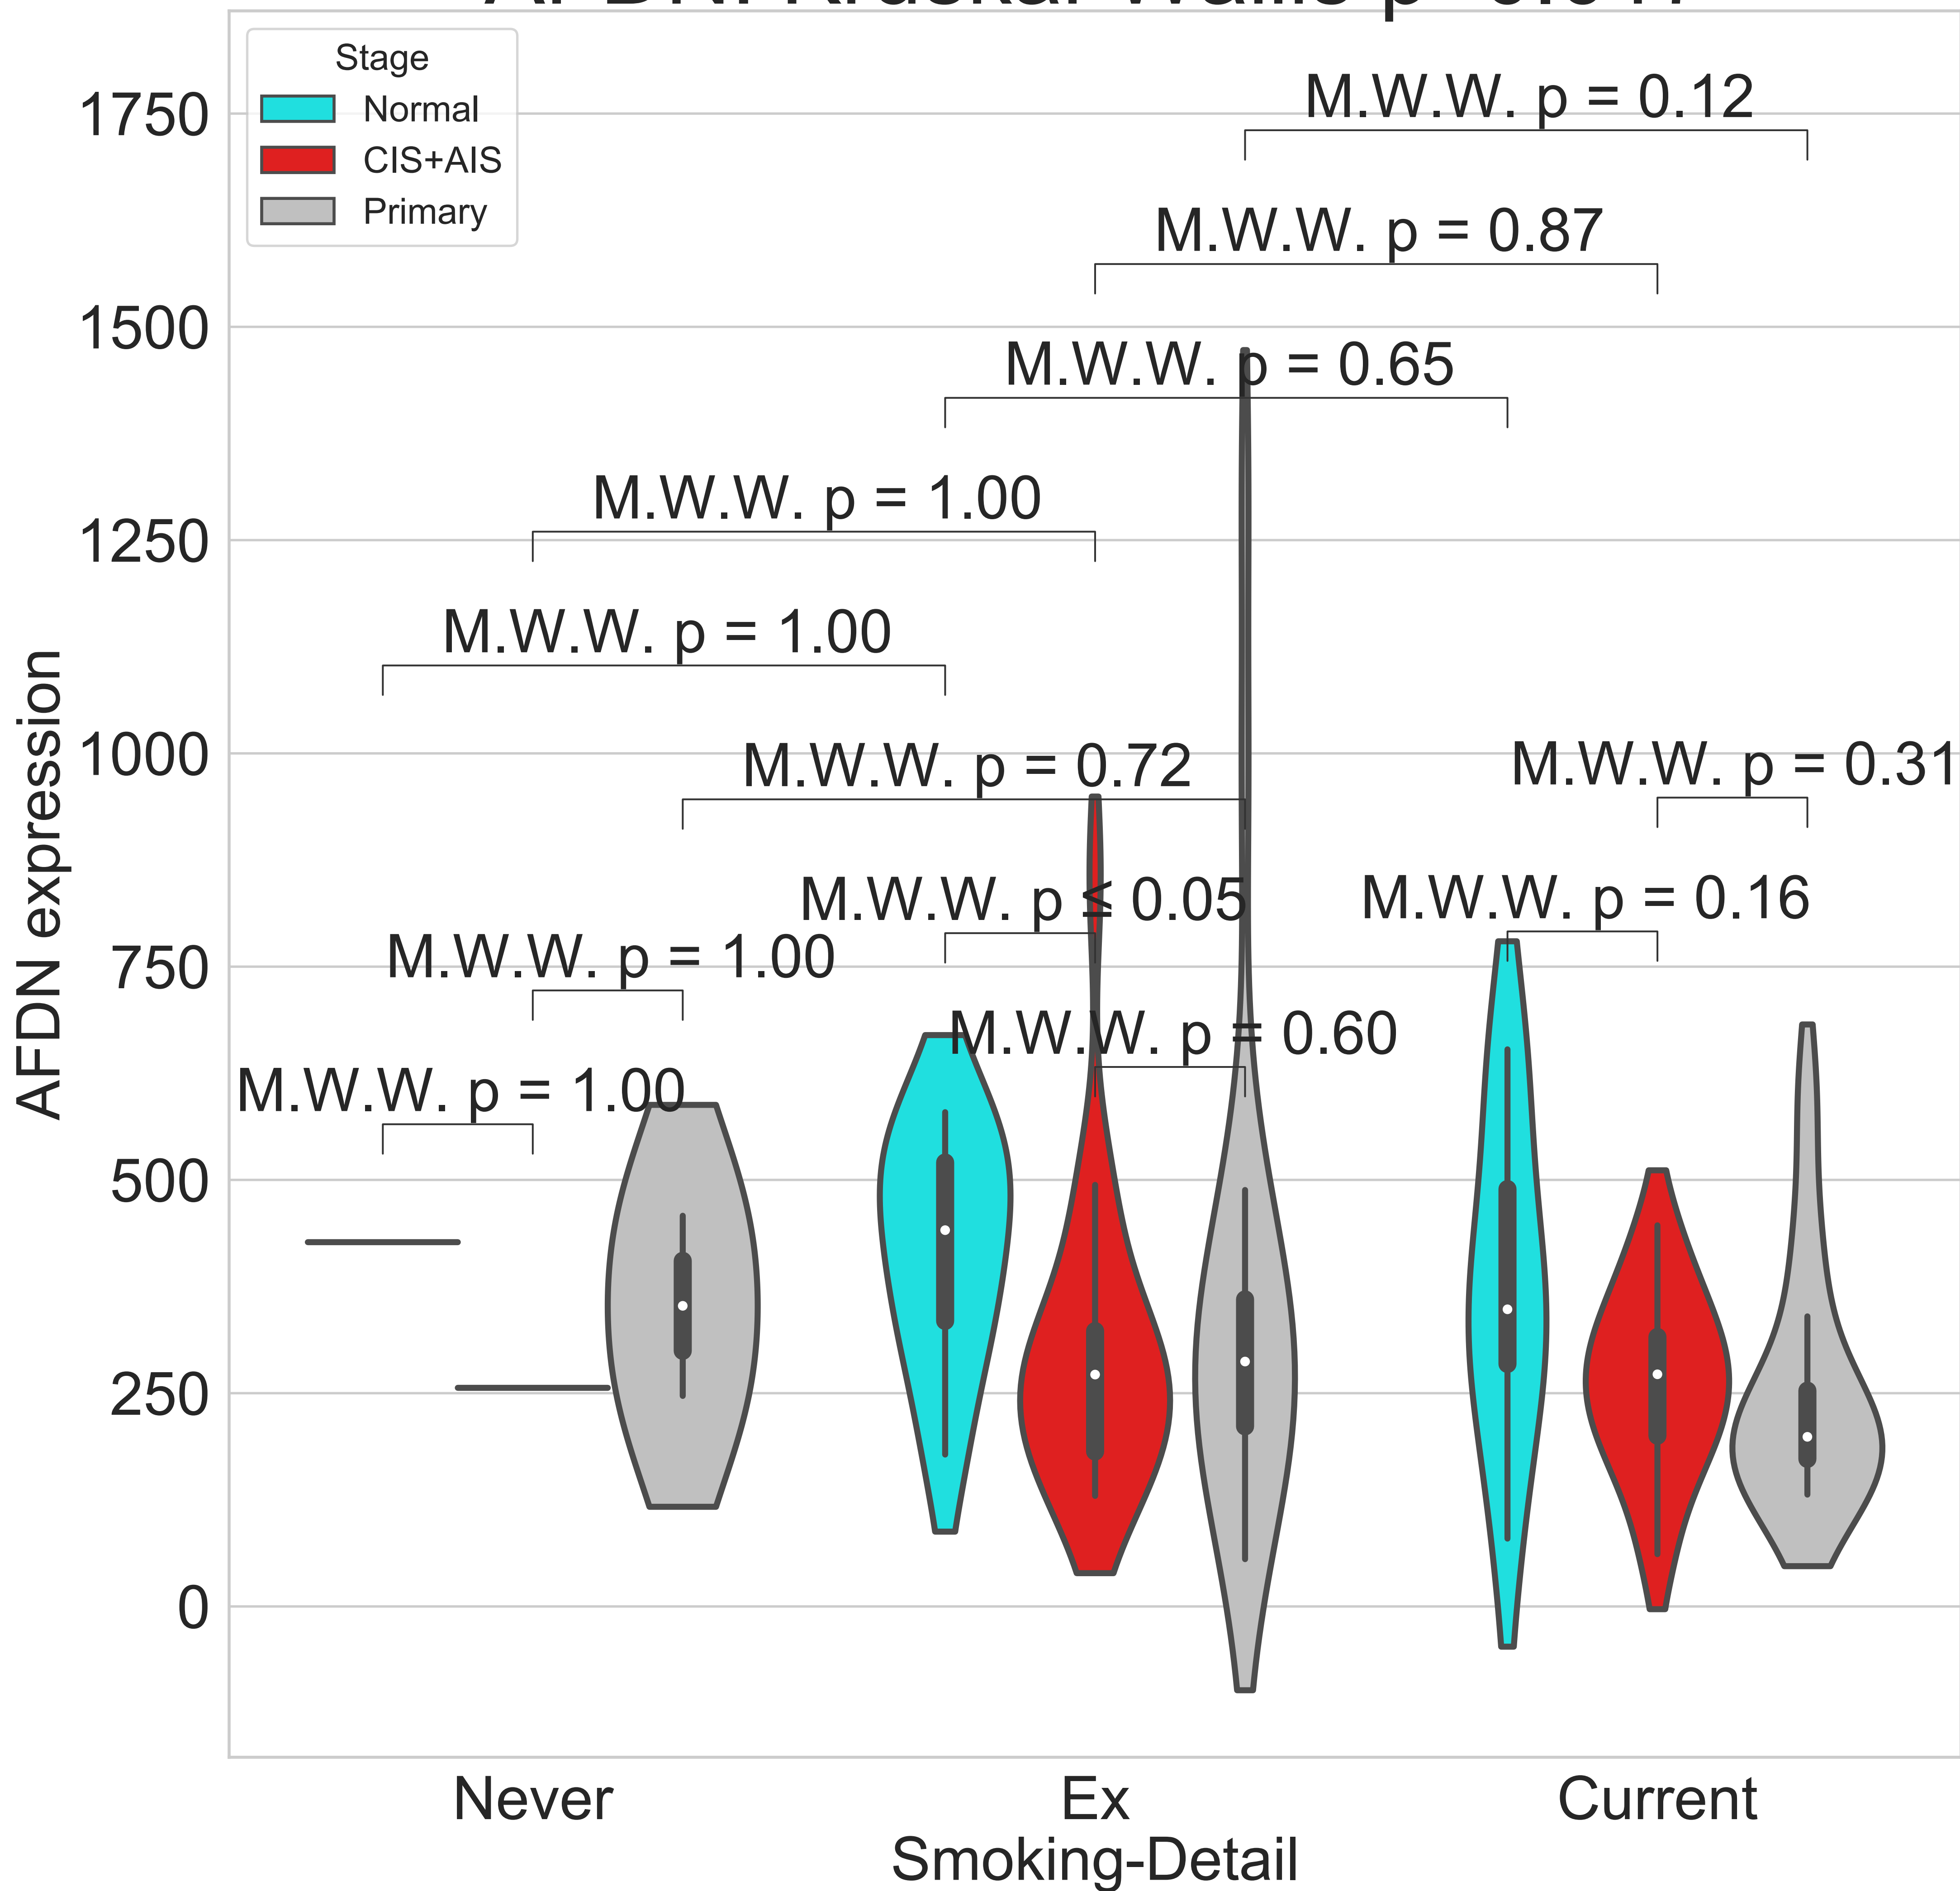 Stage
Normal
CIS+AIS
Primary
M.W.W. p = 0.12
M.W.W. p = 0.87
M.W.W. p = 0.65
M.W.W. p = 1.00
M.W.W. p = 1.00
M.W.W. p = 0.72
M.W.W. p = 0.31
M.W.W. p ≤ 0.05
M.W.W. p = 0.16
M.W.W. p = 1.00
M.W.W. p = 0.60
M.W.W. p = 1.00
1750
1500
1250
1000
750
500
250
0
AFDN expression
Never
Ex
Current
Smoking-Detail